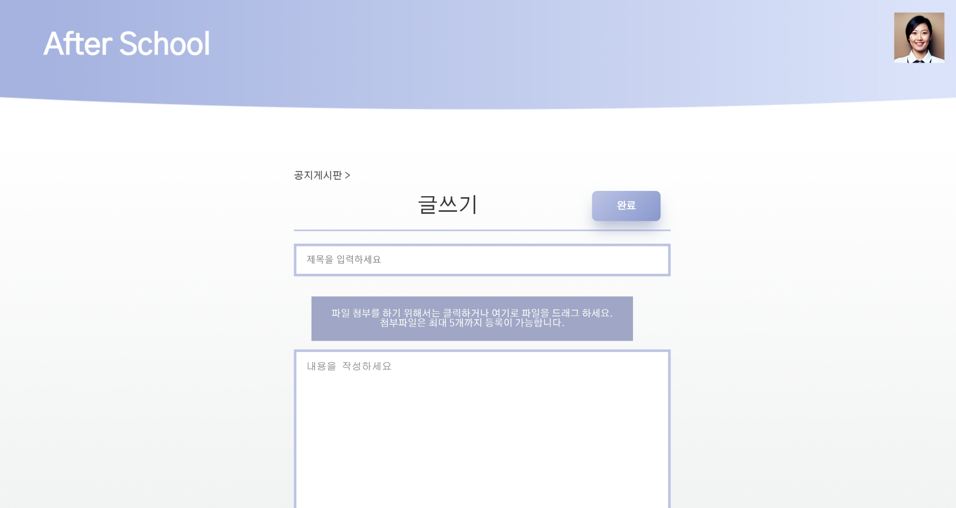 After School
공지게시판 >
글쓰기
완료
제목을 입력하세요
파일 첨부를 하기 위해서는 클릭하거나 여기로 파일을 드래그 하세요.
첨부파일은 최대 5개까지 등록이 가능합니다.
내용을 작성하세요